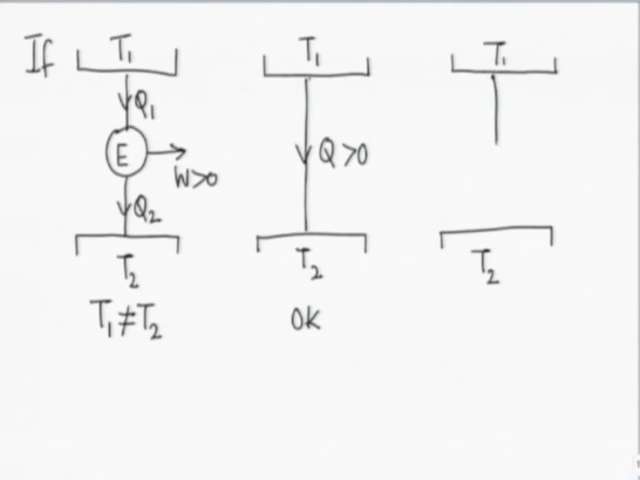 If
T₁ Q₁ E W>0 Q₂ T₂
T₁≠T₂
T₁ Q>0 T₂
OK
T₁ T₂